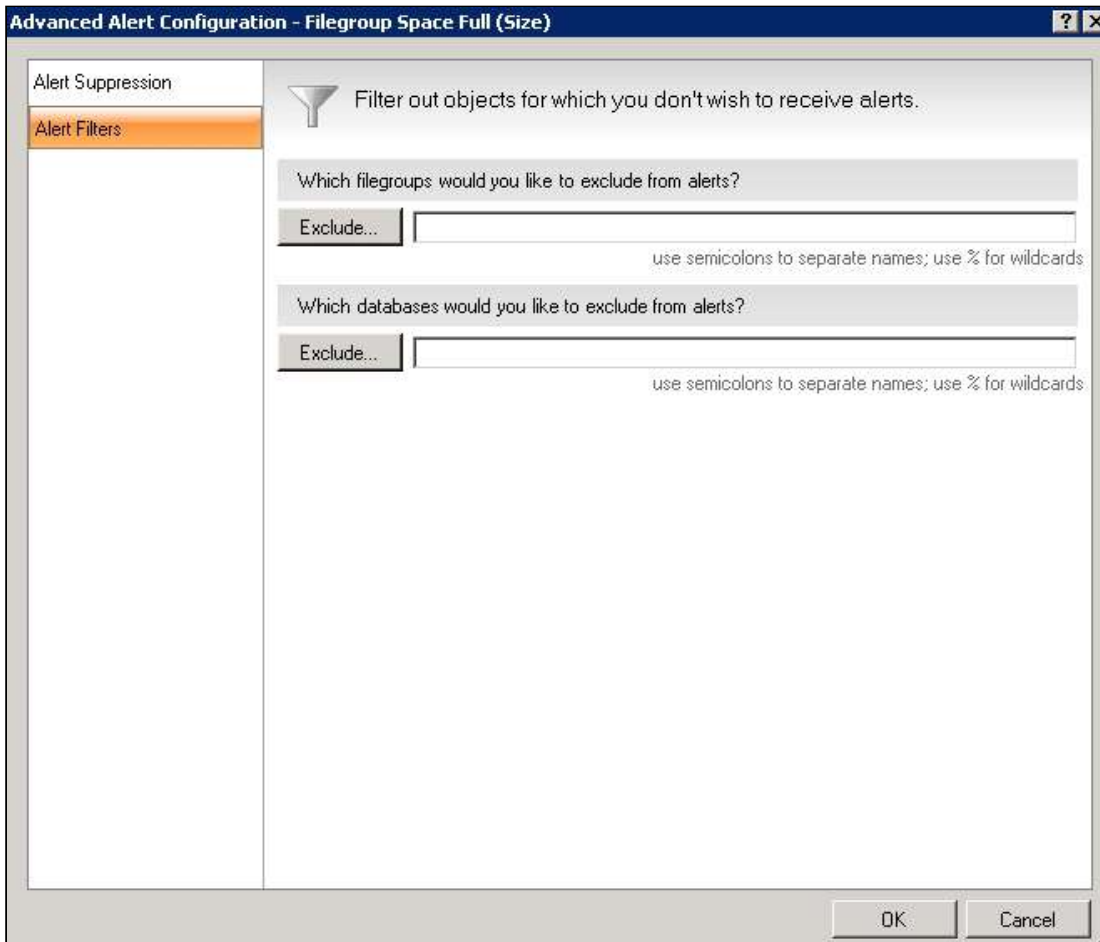 Advanced Alert Configuration - Filegroup Space Full (Size)
Alert Suppression
Alert Filters
Filter out objects for which you don't wish to receive alerts.
Which filegroups would you like to exclude from alerts?
Exclude...
use semicolons to separate names; use % for wildcards
Which databases would you like to exclude from alerts?
Exclude...
use semicolons to separate names; use % for wildcards
OK
Cancel